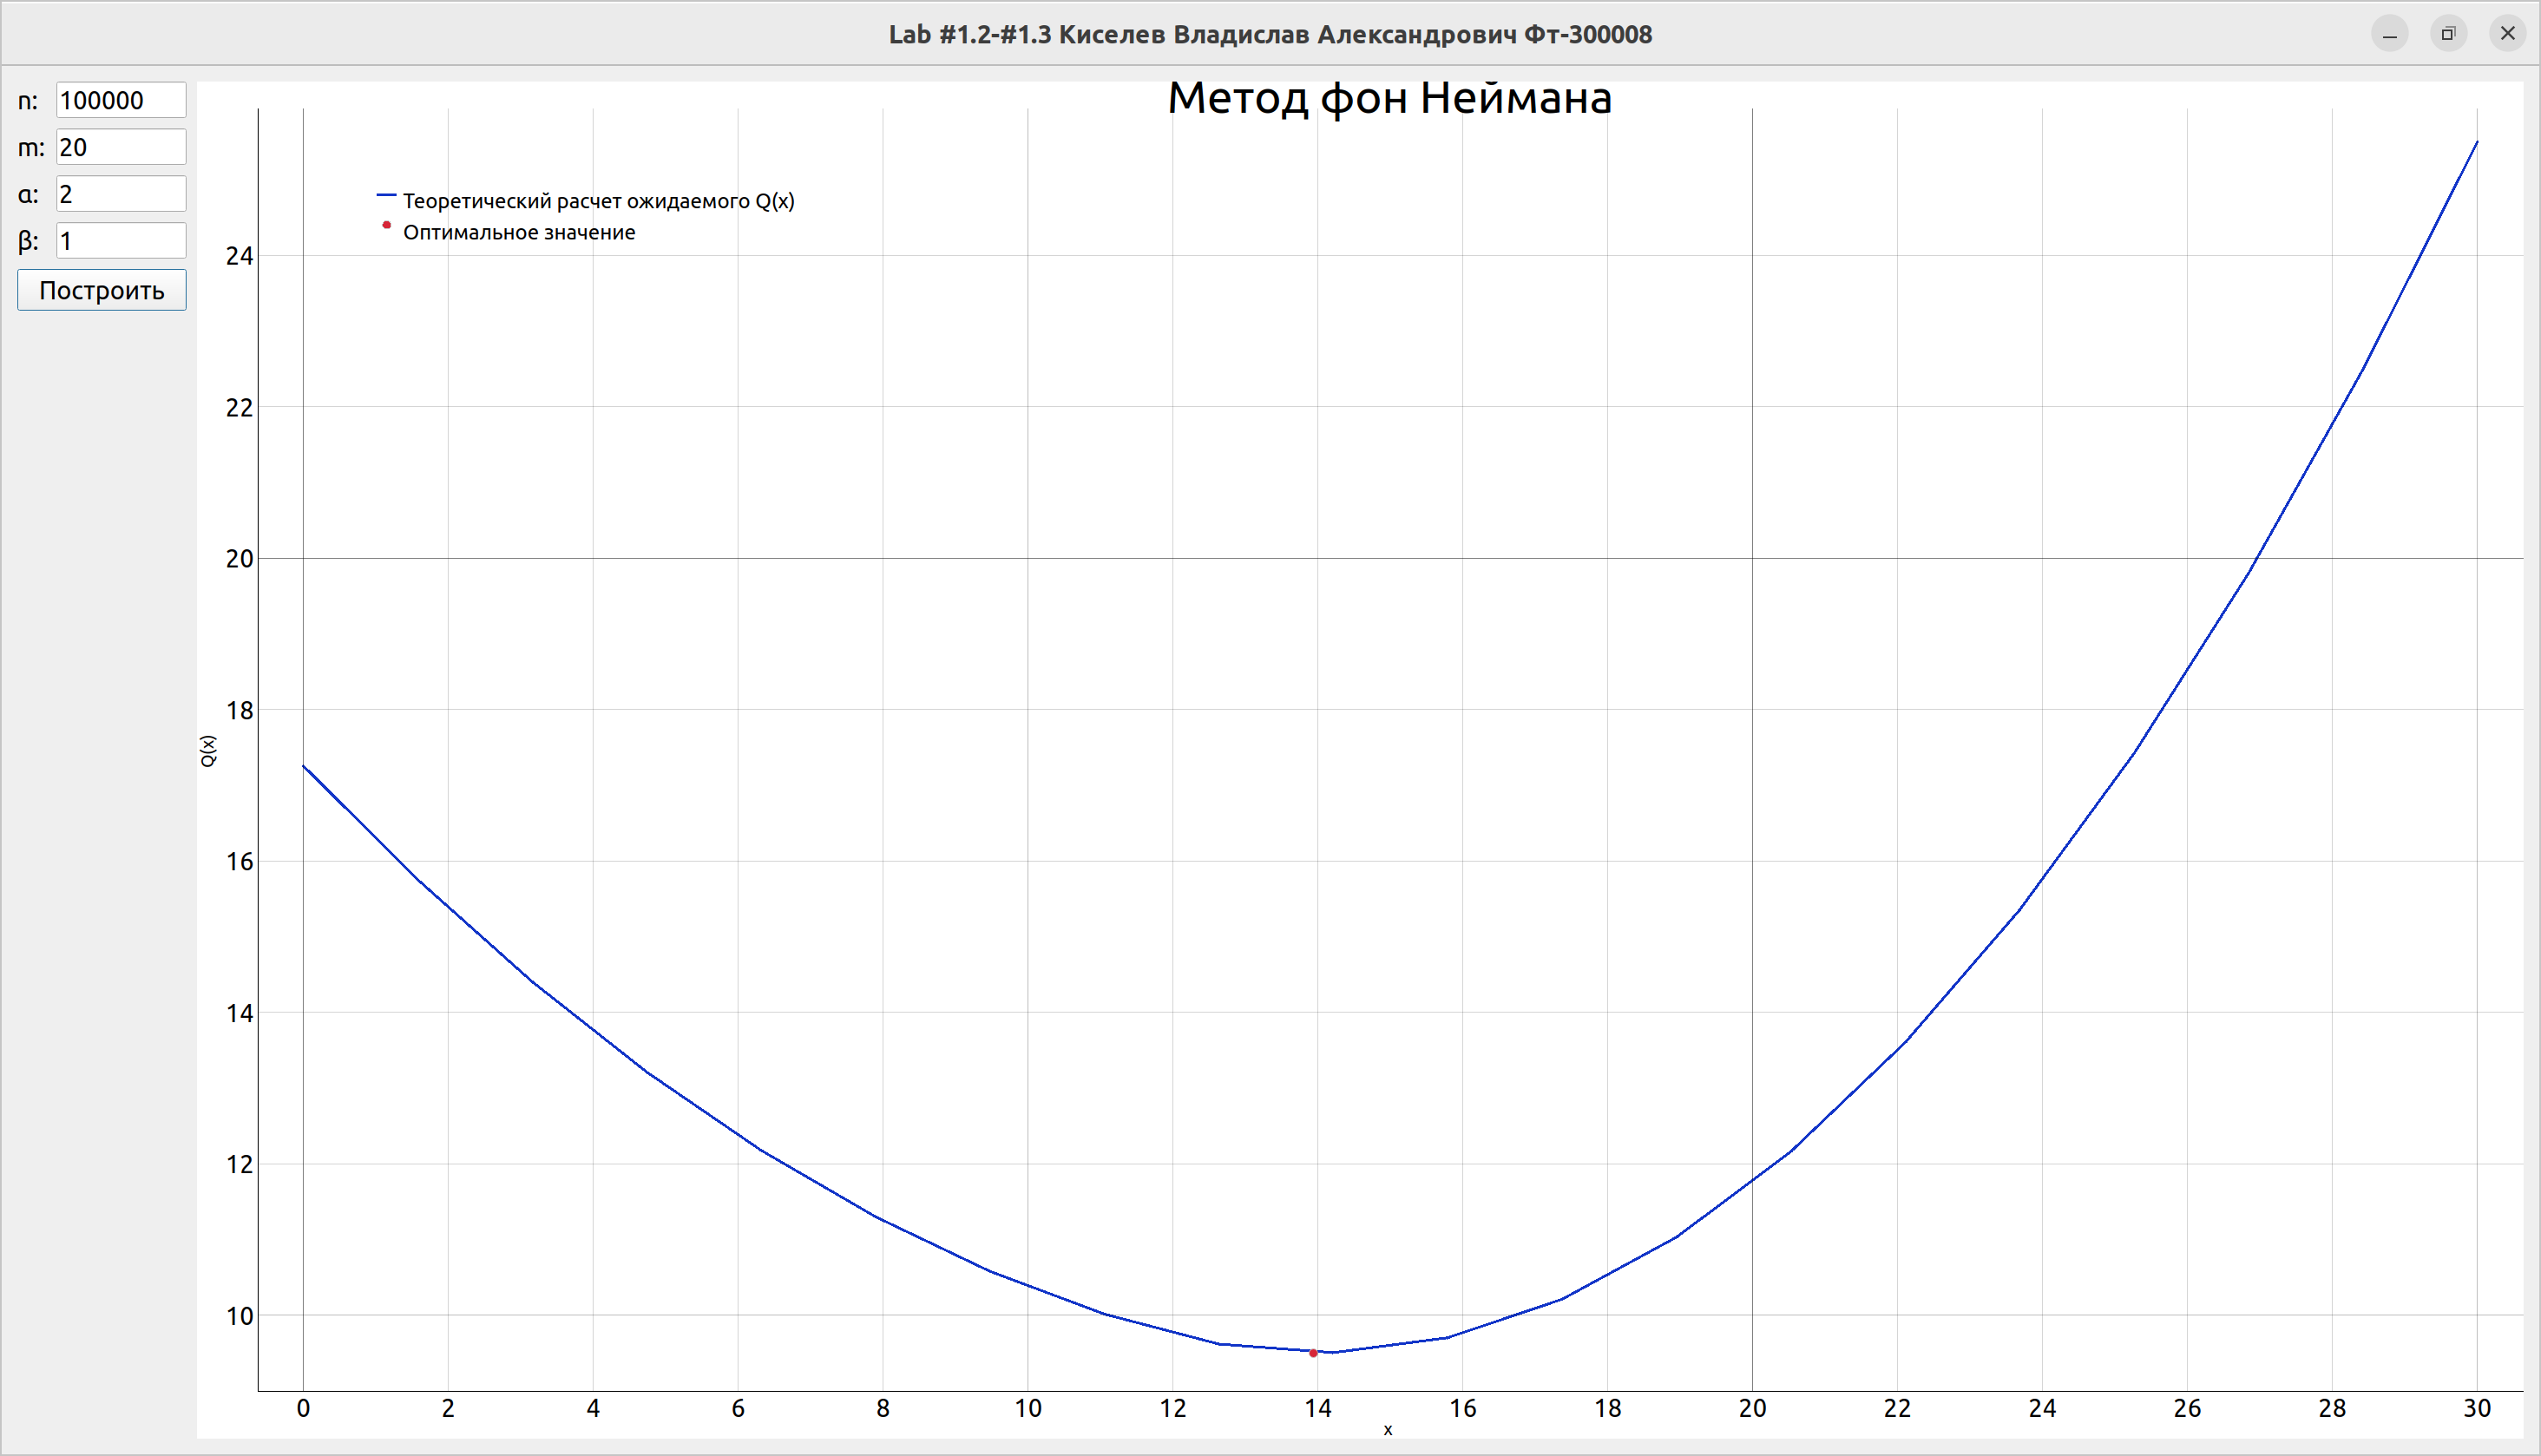 Lab #1.2-#1.3 Киселев Владислав Александрович Фт-300008
n: 100000
m: 20
α: 2
β: 1
Построить
Метод фон Неймана
Теоретический расчет ожидаемого Q(x)
Оптимальное значение
24
22
20
18
16
14
12
10
Q(x)
0 2 4 6 8 10 12 14 16 18 20 22 24 26 28 30
x